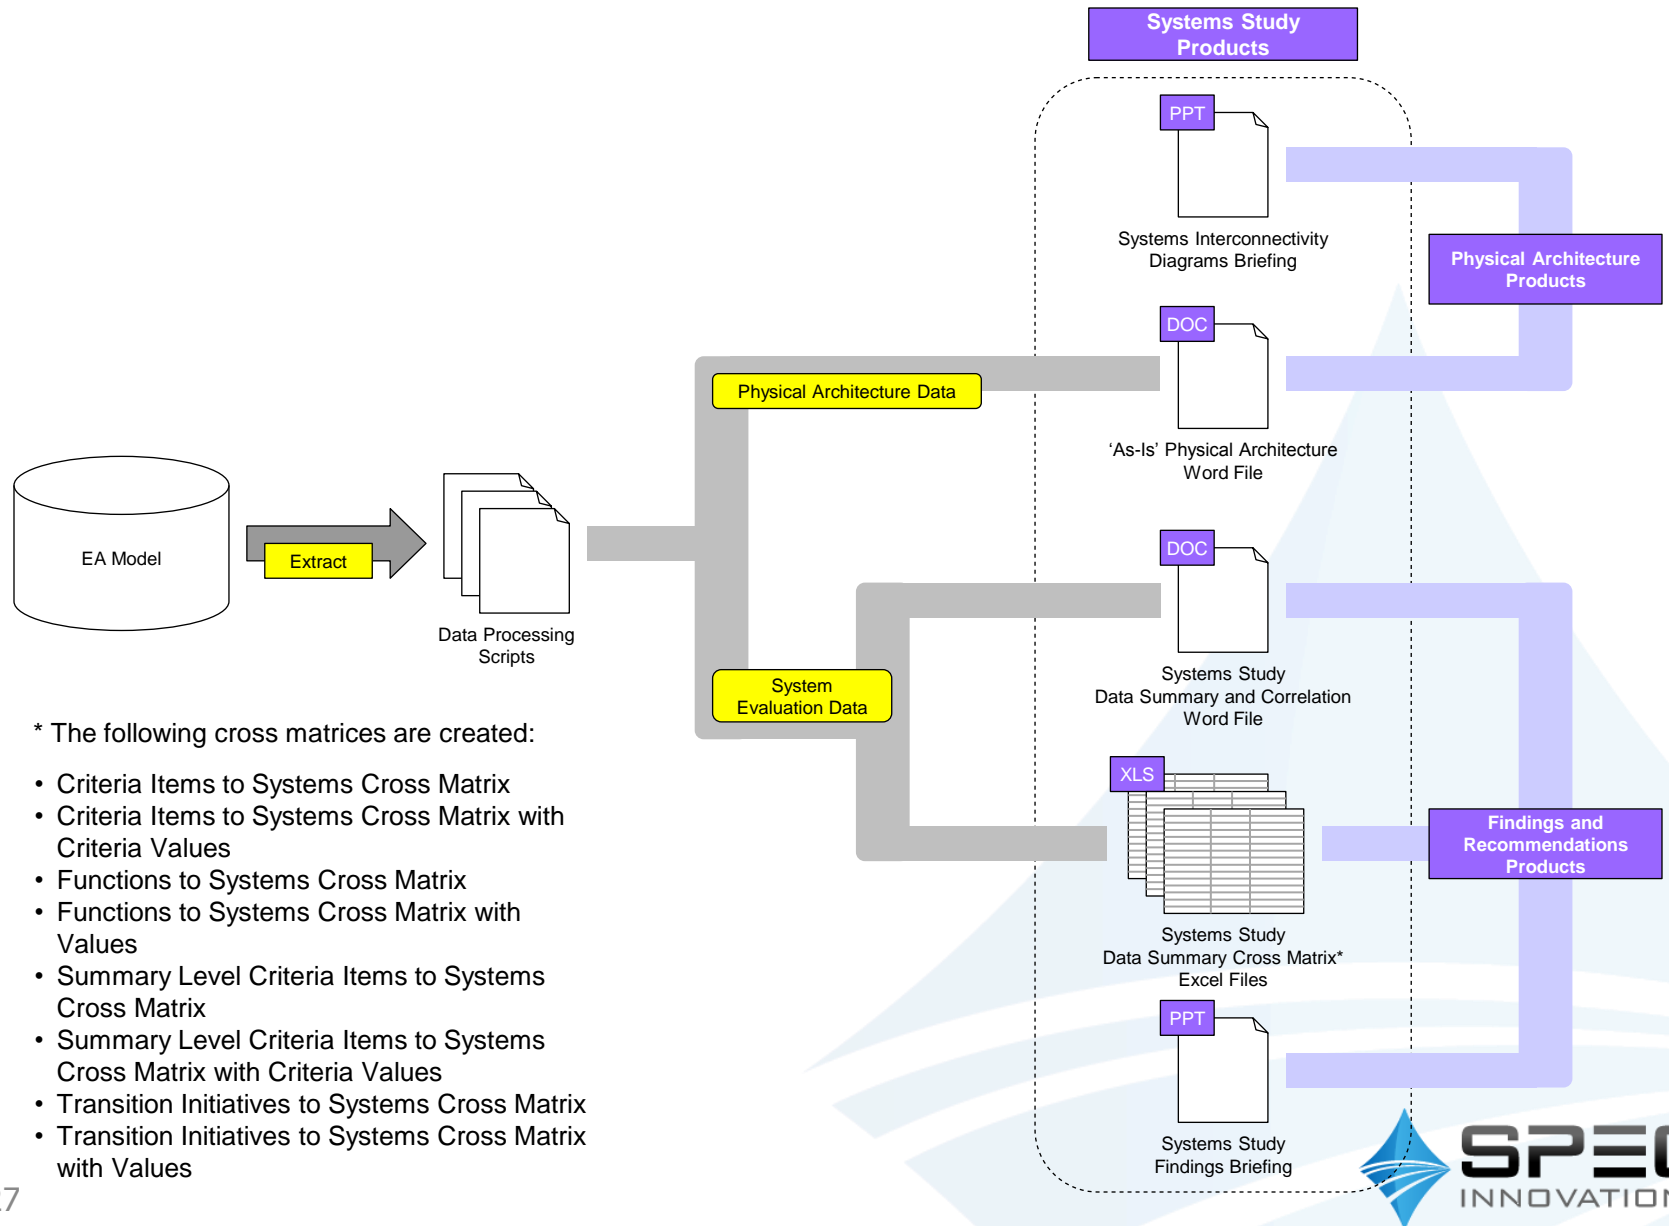 Systems Study
Products
PPT
Systems Interconnectivity
Diagrams Briefing
Physical Architecture
Products
DOC
Physical Architecture Data
'As-Is' Physical Architecture
Word File
EA Model
Extract
Data Processing
Scripts
DOC
System
Evaluation Data
Systems Study
Data Summary and Correlation
Word File
XLS
Systems Study
Data Summary Cross Matrix*
Excel Files
Findings and
Recommendations
Products
PPT
Systems Study
Findings Briefing
* The following cross matrices are created:
• Criteria Items to Systems Cross Matrix
• Criteria Items to Systems Cross Matrix with
Criteria Values
• Functions to Systems Cross Matrix
• Functions to Systems Cross Matrix with
Values
• Summary Level Criteria Items to Systems
Cross Matrix
• Summary Level Criteria Items to Systems
Cross Matrix with Criteria Values
• Transition Initiatives to Systems Cross Matrix
• Transition Initiatives to Systems Cross Matrix
with Values